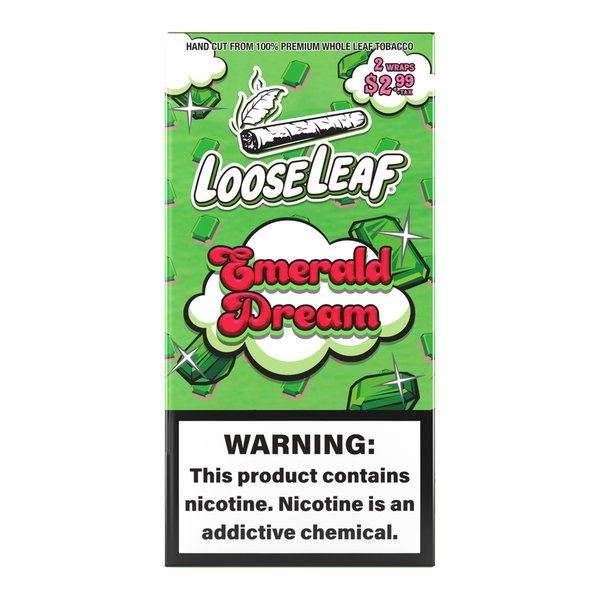 HAND CUT FROM 100% PREMIUM WHOLE LEAF TOBACCO
2 WRAPS
$2.99
+TAX
LOOSELEAF®
Emerald
Dream
WARNING:
This product contains
nicotine. Nicotine is an
addictive chemical.